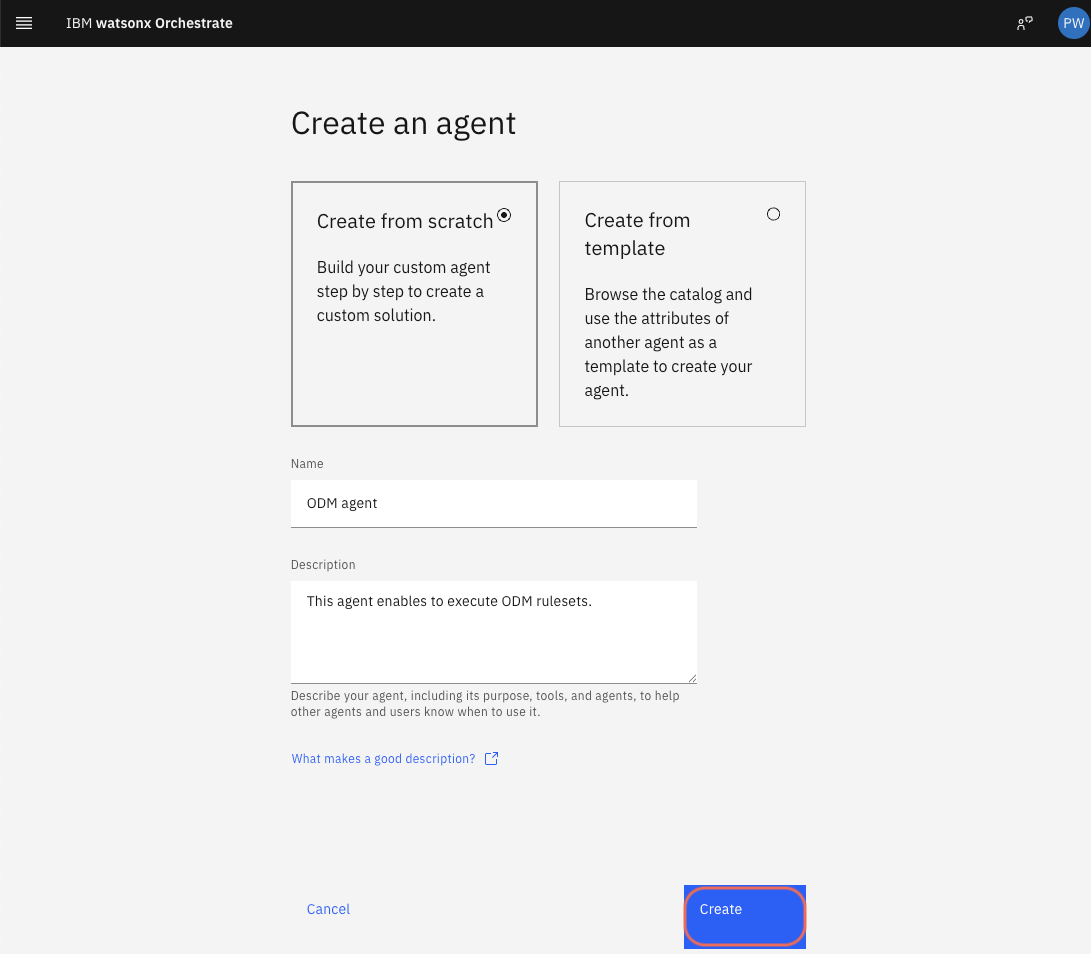 IBM watsonx Orchestrate
PW
Create an agent
Create from scratch
Build your custom agent
step by step to create a
custom solution.
Create from
template
Browse the catalog and
use the attributes of
another agent as a
template to create your
agent.
Name
ODM agent
Description
This agent enables to execute ODM rulesets.
Describe your agent, including its purpose, tools, and agents, to help
other agents and users know when to use it.
What makes a good description?
Cancel
Create